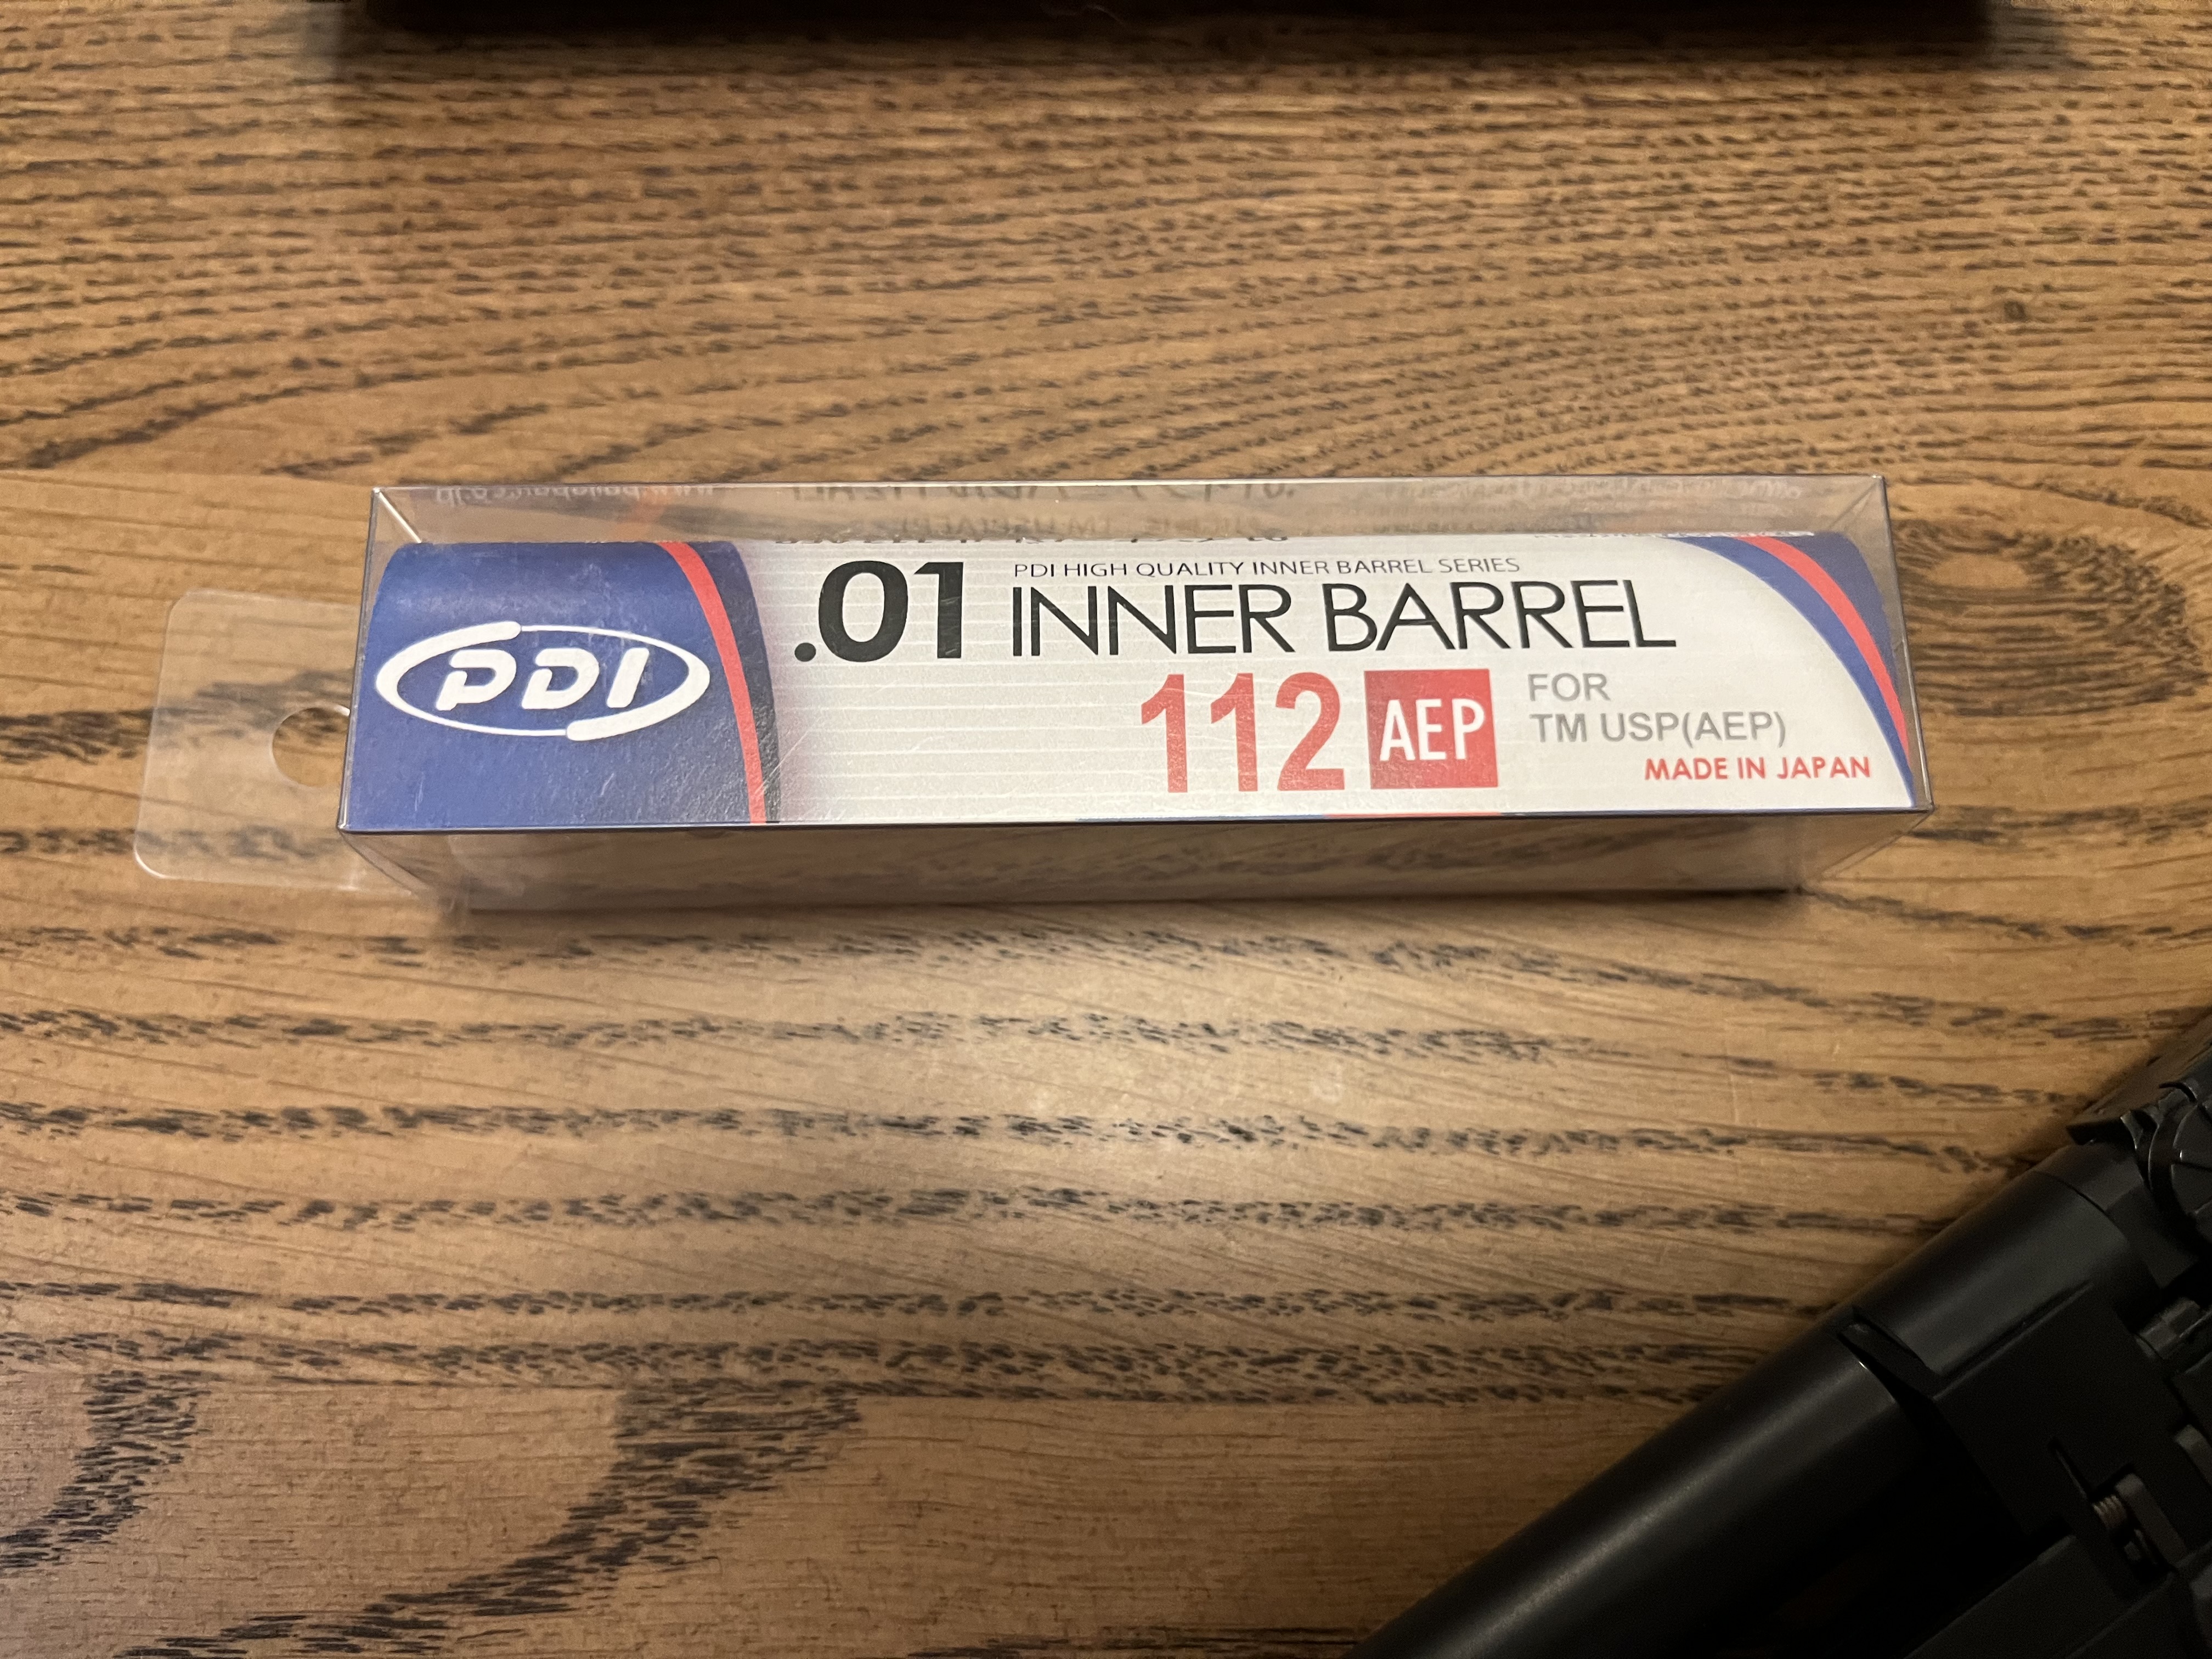 PDI
.01
PDI HIGH QUALITY INNER BARREL SERIES
INNER BARREL
112 AEP
FOR
TM USP(AEP)
MADE IN JAPAN